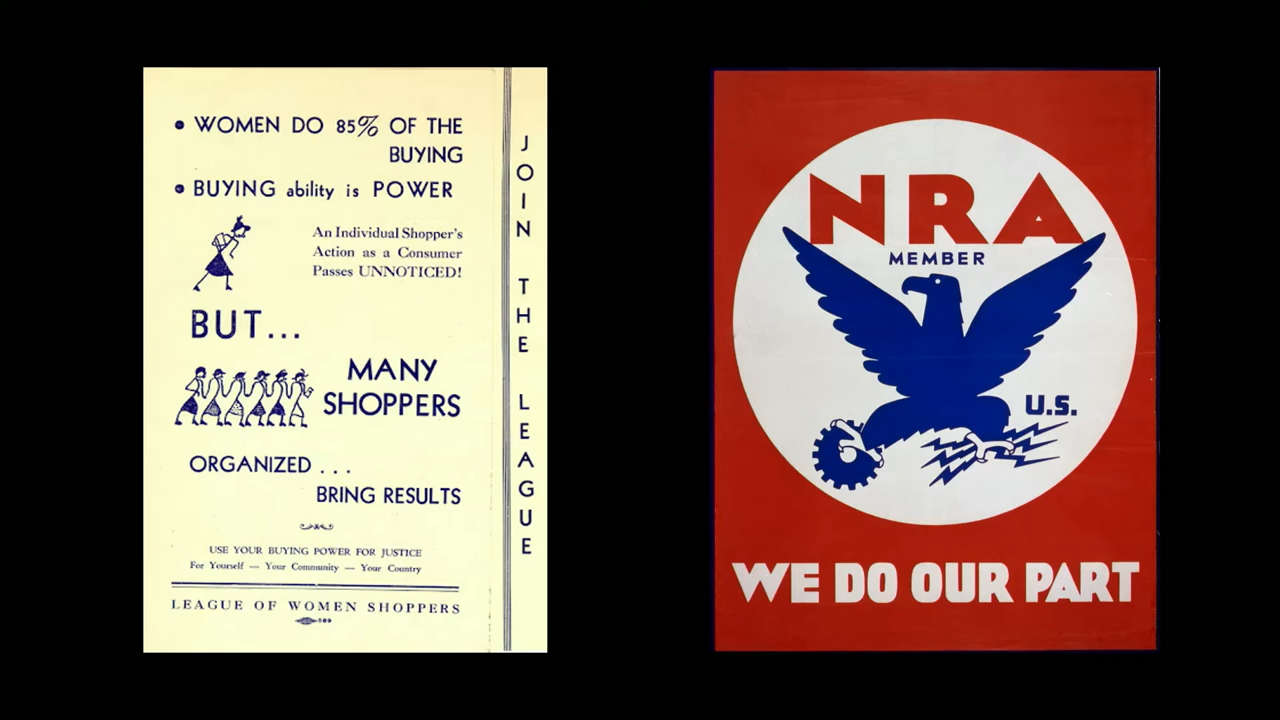 • WOMEN DO 85% OF THE
BUYING
• BUYING ability is POWER
An Individual Shopper's
Action as a Consumer
Passes UNNOTICED!
BUT...
MANY
SHOPPERS
ORGANIZED . . .
BRING RESULTS
USE YOUR BUYING POWER FOR JUSTICE
For Yourself — Your Community — Your Country
LEAGUE OF WOMEN SHOPPERS
589
JOIN THE LEAGUE
NRA
MEMBER
U.S.
WE DO OUR PART